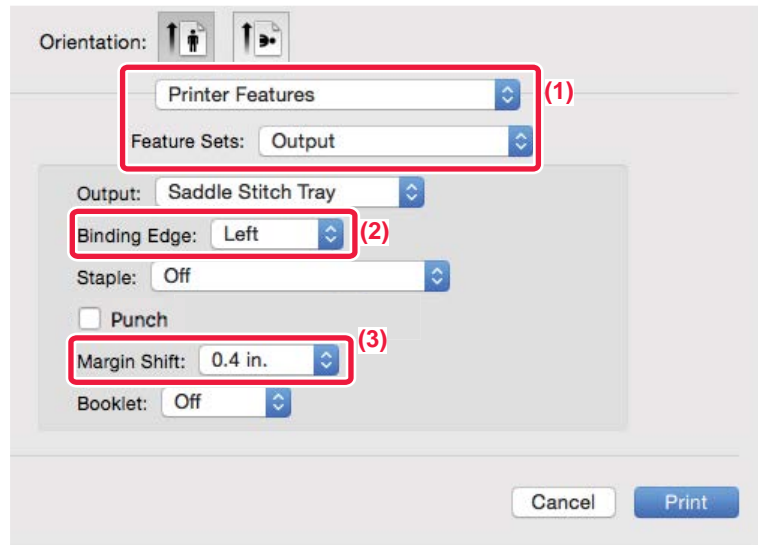 Orientation:
Printer Features (1)
Feature Sets: Output
Output: Saddle Stitch Tray
Binding Edge: Left (2)
Staple: Off
Punch
(3)
Margin Shift: 0.4 in.
Booklet: Off
Cancel Print